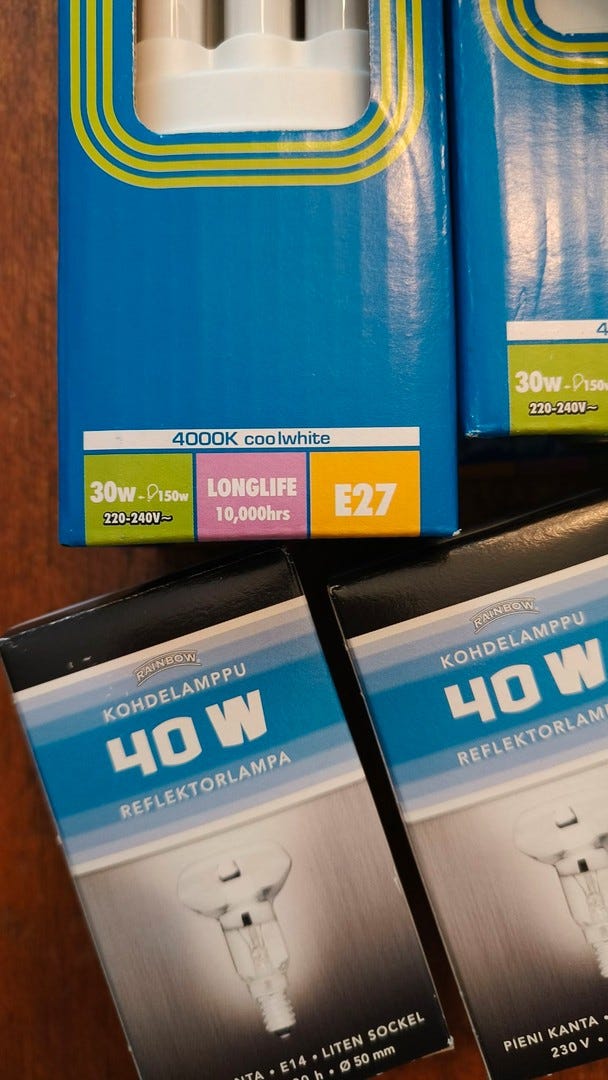 4000K coolwhite
30W - 150W
220-240V~
LONGLIFE
10,000hrs
E27
30W - 150W
220-240V~
RAINBOW
KOHDELAMPPU
40 W
REFLEKTORLAMPA
E14 • LITEN SOCKEL
h • Ø 50 mm
RAINBOW
KOHDELAMPPU
40 W
PIENI KANTA •
230 V •